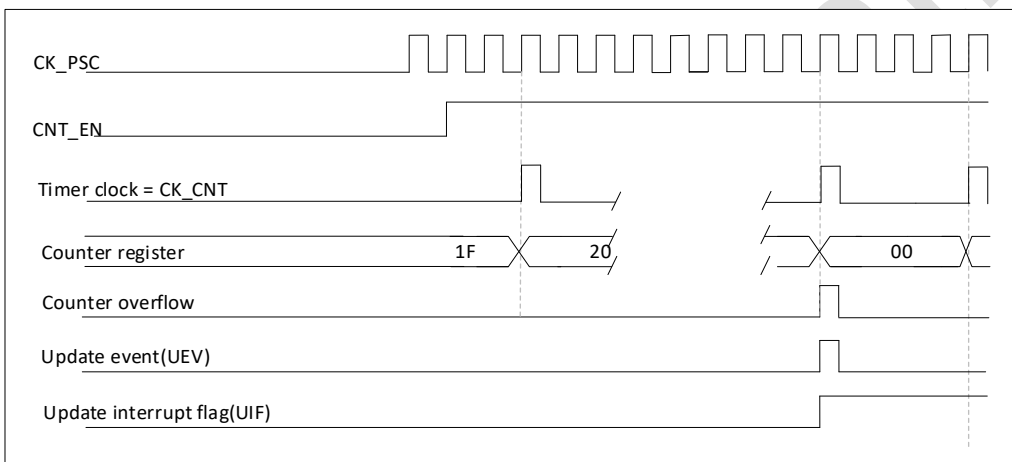 CK_PSC
CNT_EN
Timer clock = CK_CNT
Counter register 1F 20 00
Counter overflow
Update event(UEV)
Update interrupt flag(UIF)